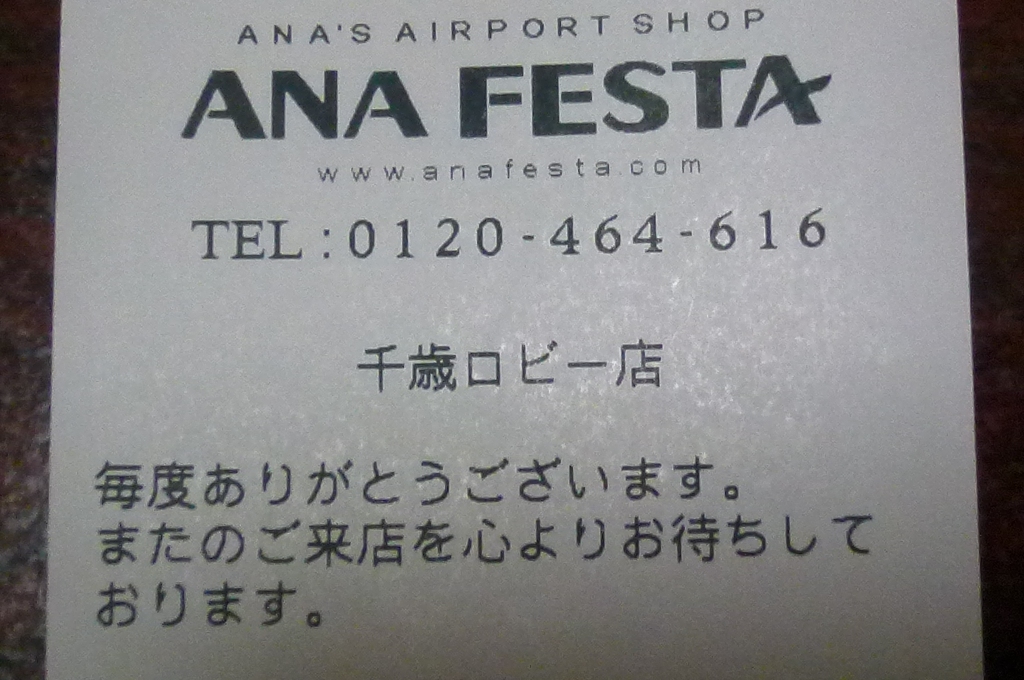 ANA'S AIRPORT SHOP
ANA FESTA
www.anafesta.com
TEL:0120-464-616
千歳ロビー店
毎度ありがとうございます。
またのご来店を心よりお待ちして
おります。